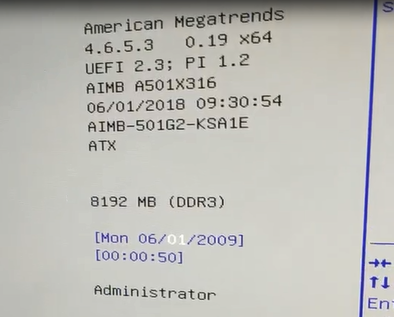 American Megatrends
4.6.5.3 0.19 x64
UEFI 2.3; PI 1.2
AIMB A501X316
06/01/2018 09:30:54
AIMB-501G2-KSA1E
ATX
8192 MB (DDR3)
[Mon 06/01/2009]
[00:00:50]
Administrator
→←
↑↓